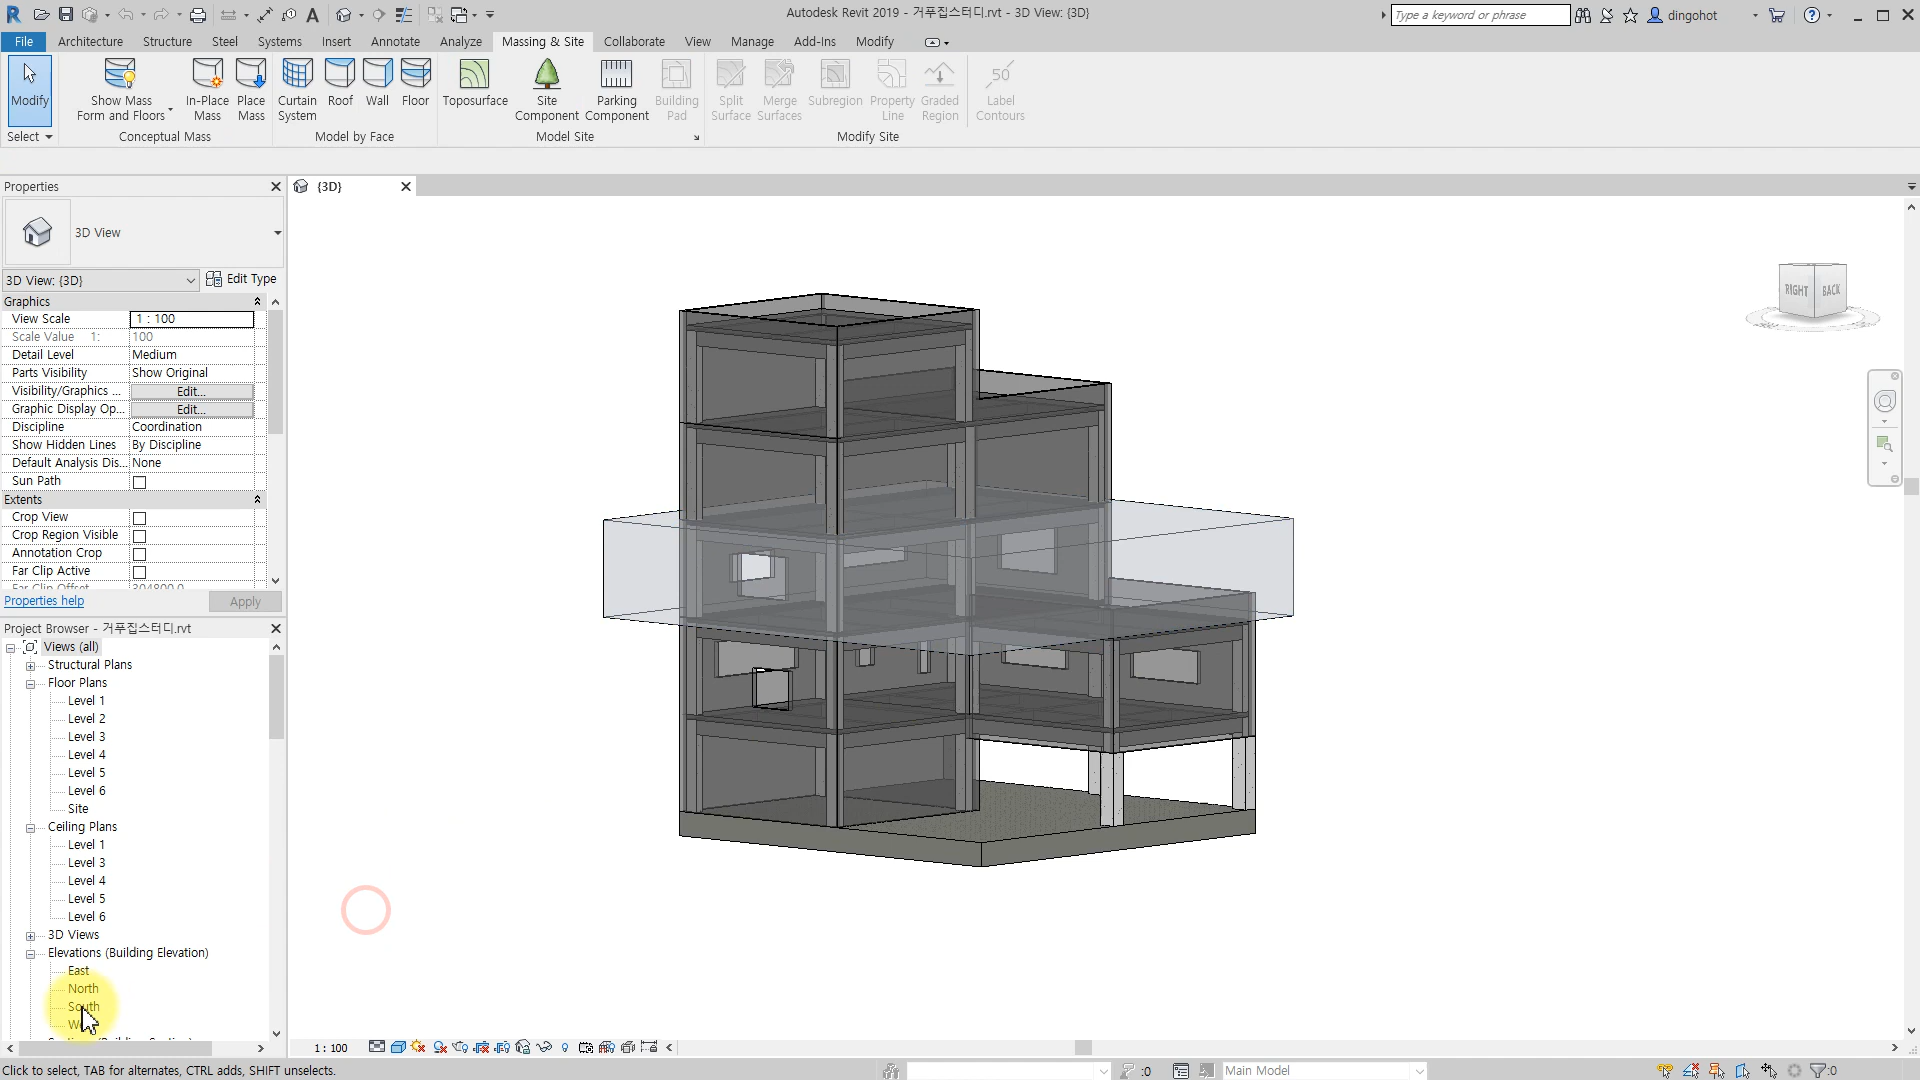 Autodesk Revit 2019 - 거푸집스터디.rvt - 3D View: {3D}
Type a keyword or phrase
dingohot
File Architecture Structure Steel Systems Insert Annotate Analyze Massing & Site Collaborate View Manage Add-Ins Modify
Modify
Show Mass
Form and Floors
In-Place
Mass
Place
Mass
Curtain
System
Roof
Wall
Floor
Toposurface
Site
Component
Parking
Component
Building
Pad
Split
Surface
Merge
Surfaces
Subregion
Property
Line
Graded
Region
50
Label
Contours
Select
Conceptual Mass
Model by Face
Model Site
Modify Site
Properties
3D View
3D View: {3D}
Edit Type
Graphics
View Scale 1 : 100
Scale Value 1: 100
Detail Level Medium
Parts Visibility Show Original
Visibility/Graphics ... Edit...
Graphic Display Op... Edit...
Discipline Coordination
Show Hidden Lines By Discipline
Default Analysis Dis... None
Sun Path
Extents
Crop View
Crop Region Visible
Annotation Crop
Far Clip Active
Far Clip Offset 304800.0
Properties help
Apply
Project Browser - 거푸집스터디.rvt
Views (all)
Structural Plans
Floor Plans
Level 1
Level 2
Level 3
Level 4
Level 5
Level 6
Site
Ceiling Plans
Level 1
Level 3
Level 4
Level 5
Level 6
3D Views
Elevations (Building Elevation)
East
North
South
{3D}
RIGHT
BACK
1 : 100
Click to select, TAB for alternates, CTRL adds, SHIFT unselects.
:0
Main Model
:0